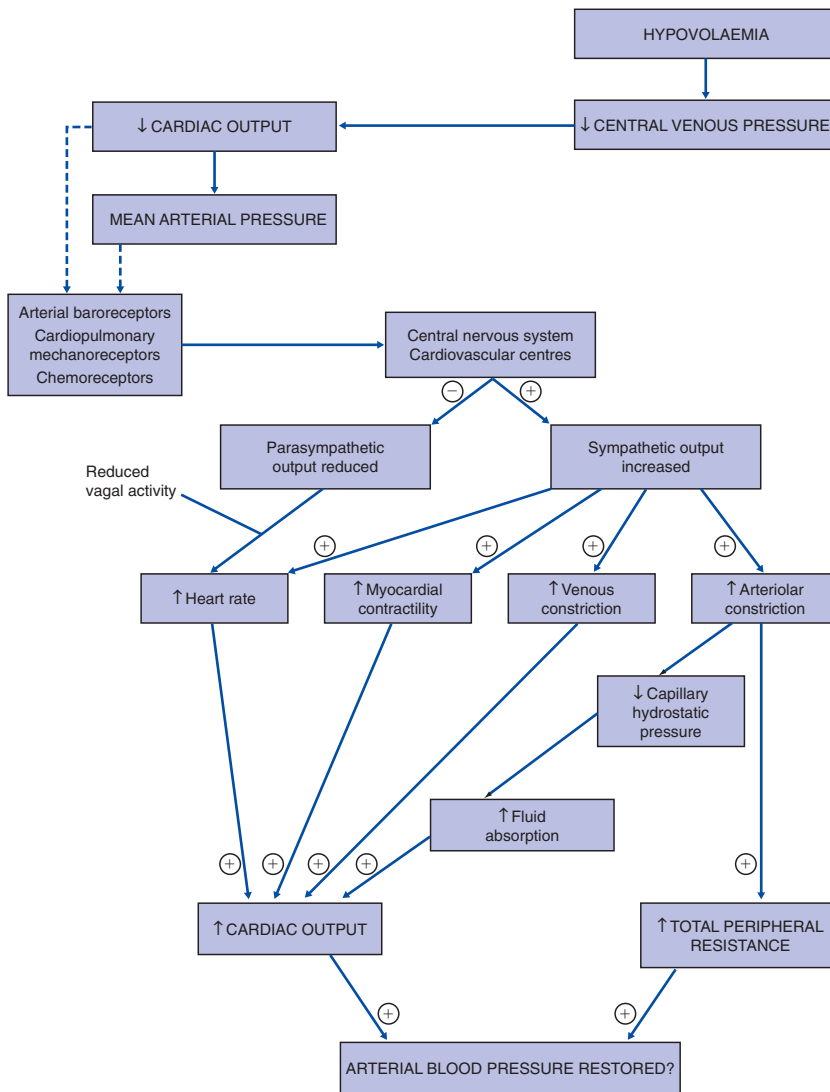 HYPOVOLAEMIA
↓ CARDIAC OUTPUT
↓ CENTRAL VENOUS PRESSURE
MEAN ARTERIAL PRESSURE
Arterial baroreceptors
Cardiopulmonary
mechanoreceptors
Chemoreceptors
Central nervous system
Cardiovascular centres
−
+
Parasympathetic
output reduced
Sympathetic output
increased
Reduced
vagal activity
+
+
+
+
↑ Heart rate
↑ Myocardial
contractility
↑ Venous
constriction
↑ Arteriolar
constriction
↓ Capillary
hydrostatic
pressure
↑ Fluid
absorption
+
+
+
+
+
↑ CARDIAC OUTPUT
↑ TOTAL PERIPHERAL
RESISTANCE
+
+
ARTERIAL BLOOD PRESSURE RESTORED?